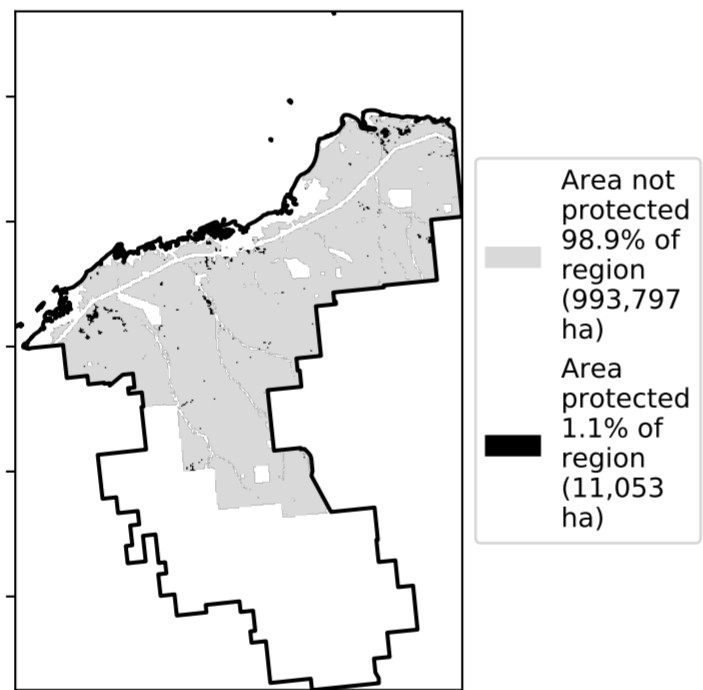 Area not
protected
98.9% of
region
(993,797
ha)
Area
protected
1.1% of
region
(11,053
ha)